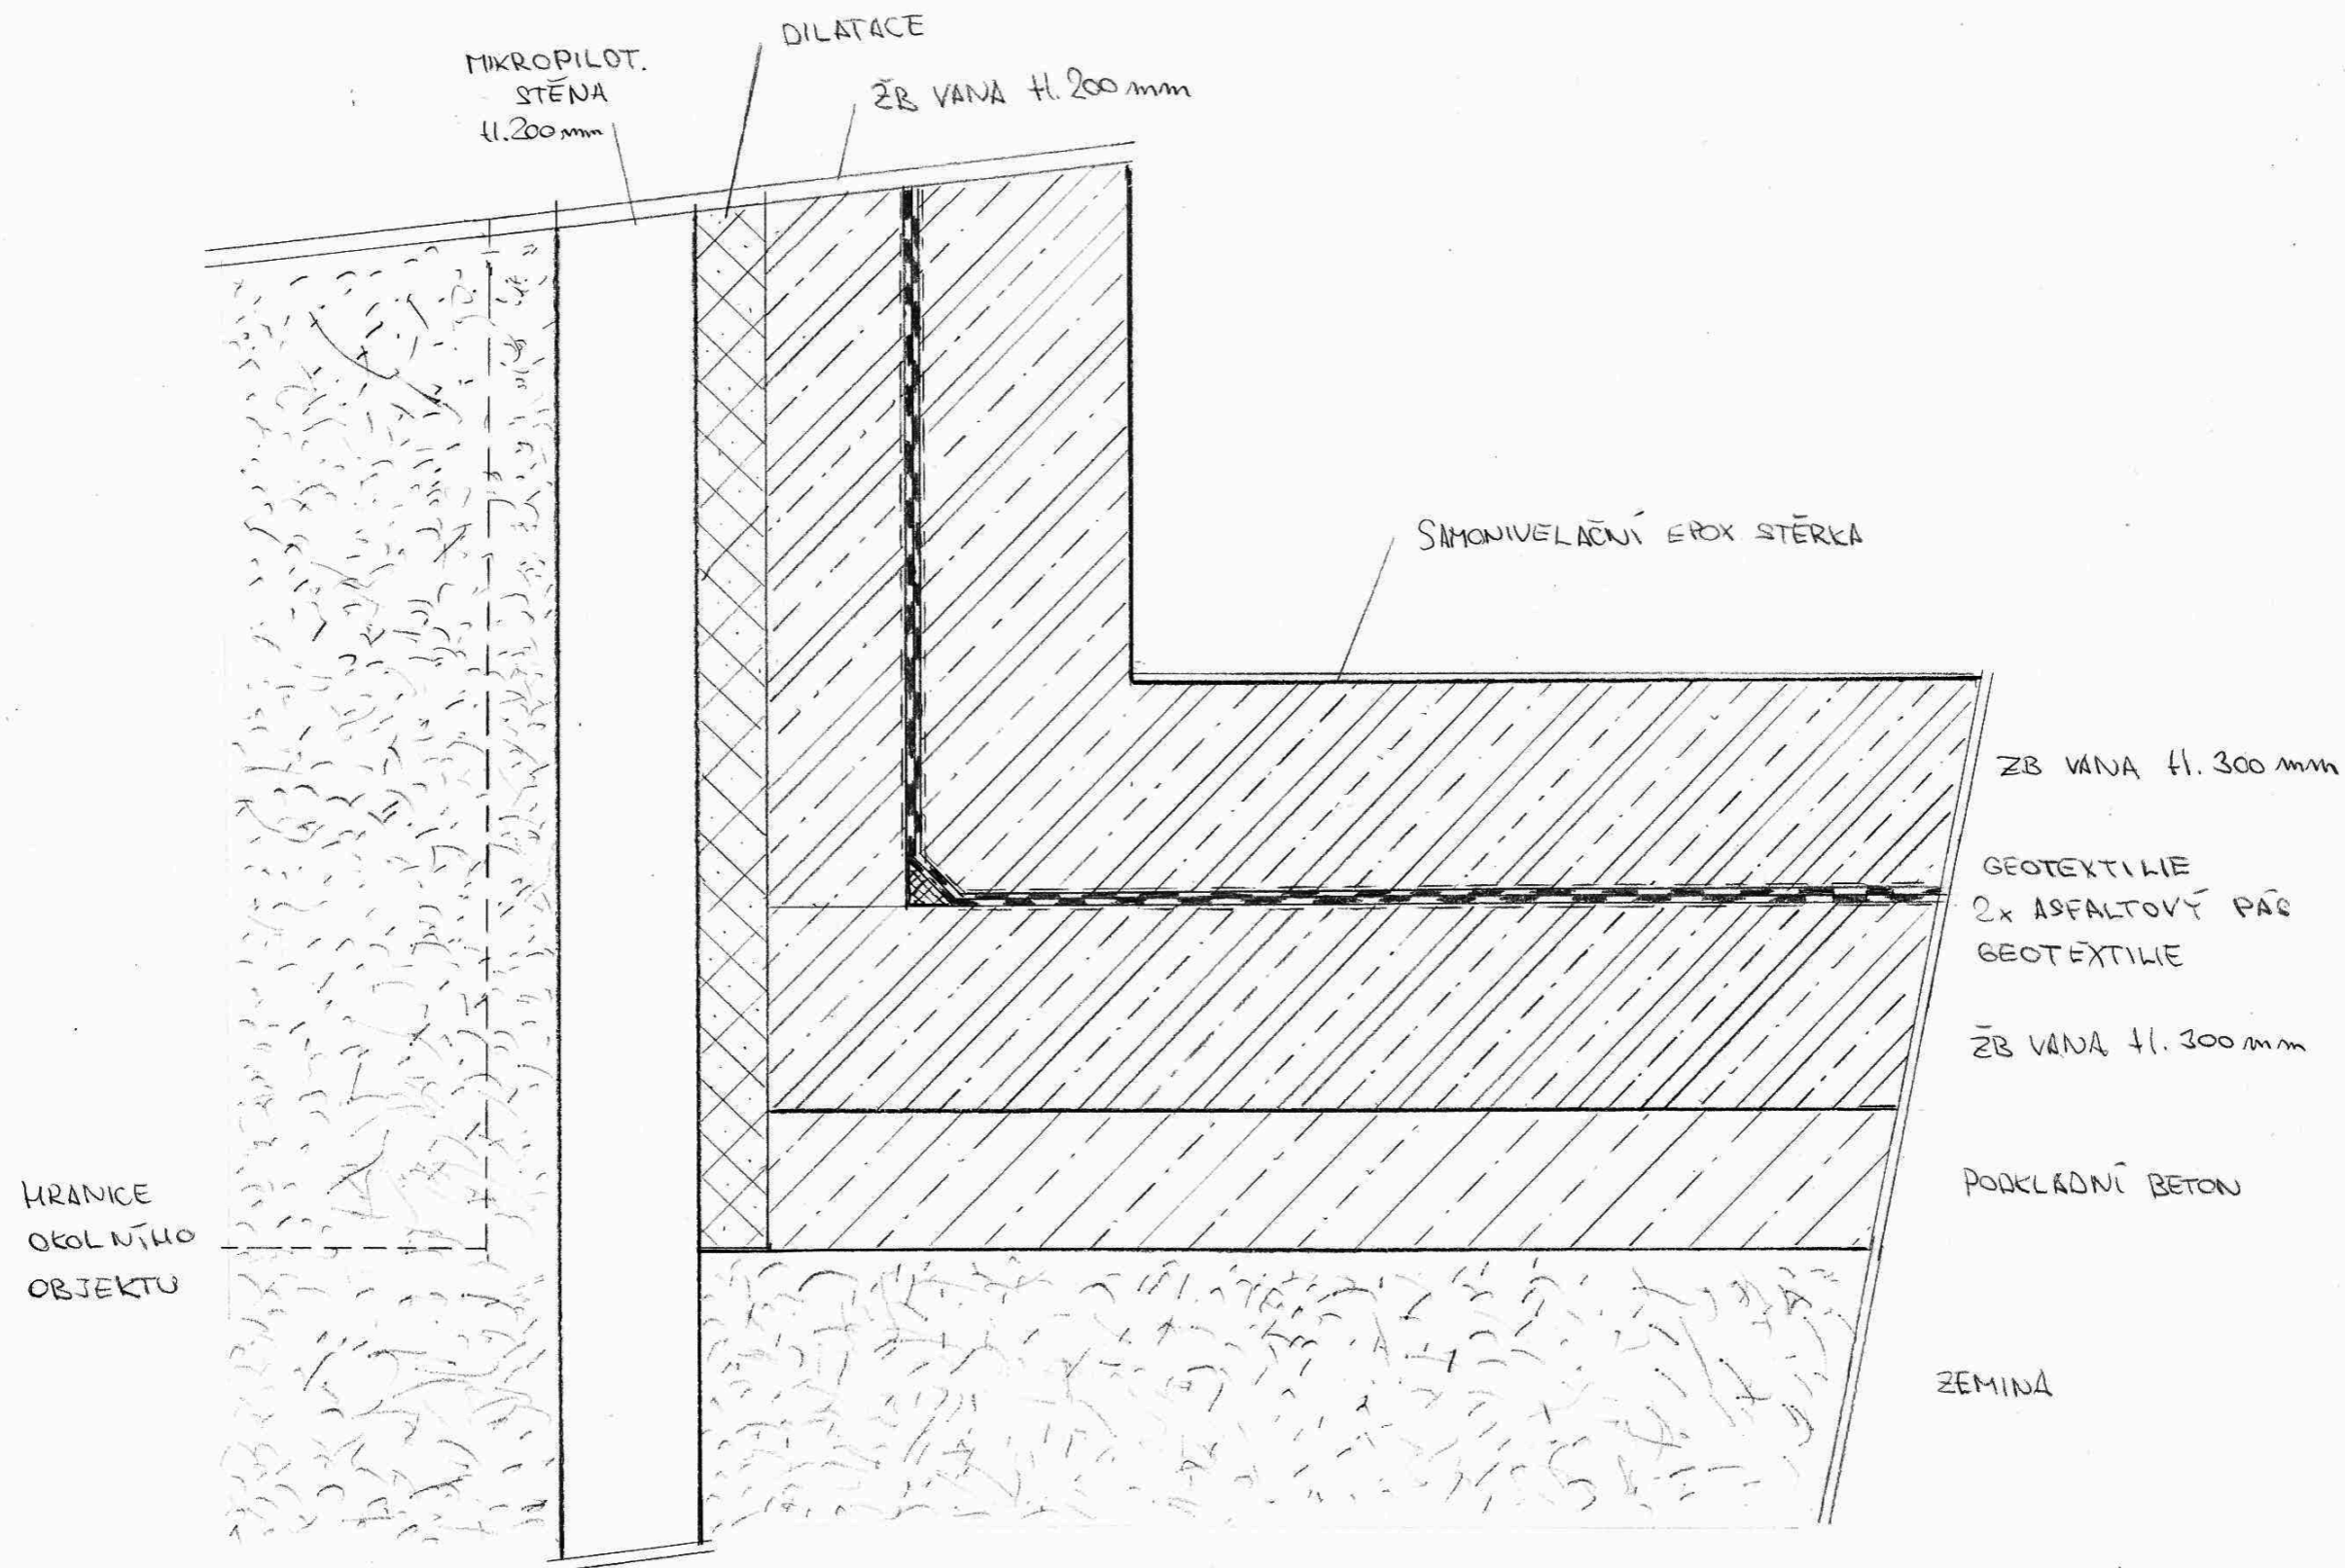 DILATACE
MIKROPILOT.
STĚNA
tl. 200 mm
ŽB VANA tl. 200 mm
SAMONIVELAČNÍ EPOX STĚRKA
ŽB VANA tl. 300 mm
GEOTEXTILIE
2x ASFALTOVÝ PÁS
GEOTEXTILIE
ŽB VANA tl. 300 mm
PODKLADNÍ BETON
HRANICE
OKOLNÍHO
OBJEKTU
ZEMINA